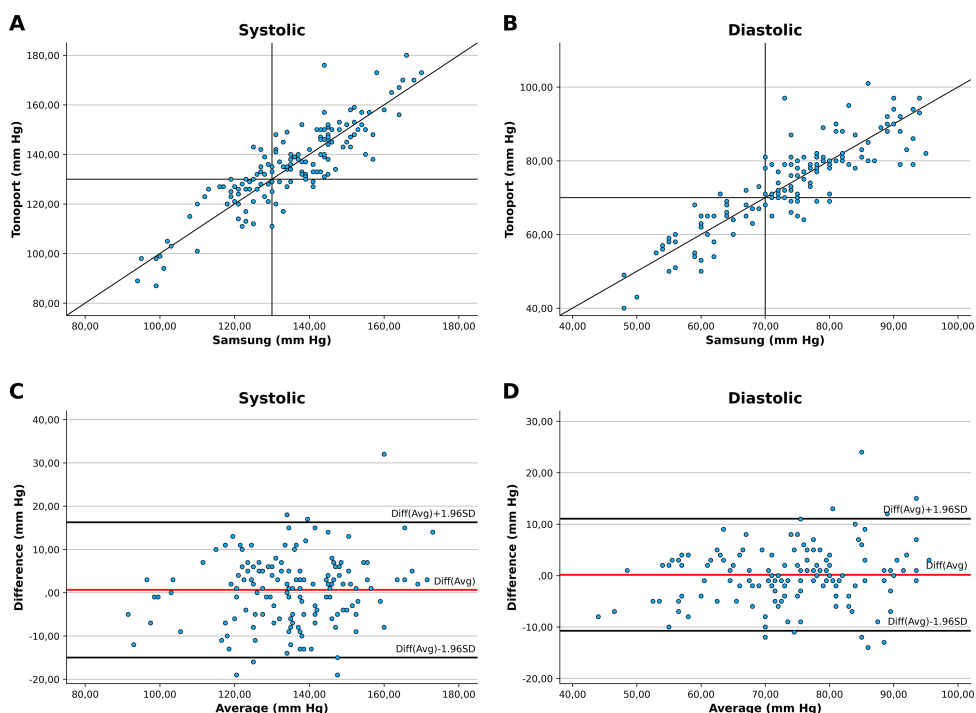 A
Systolic
180,00
160,00
140,00
120,00
100,00
80,00
Tonoport (mm Hg)
80,00 100,00 120,00 140,00 160,00 180,00
Samsung (mm Hg)
B
Diastolic
100,00
80,00
60,00
40,00
Tonoport (mm Hg)
40,00 50,00 60,00 70,00 80,00 90,00 100,00
Samsung (mm Hg)
C
Systolic
40,00
30,00
20,00
10,00
,00
-10,00
-20,00
Difference (mm Hg)
Diff(Avg)+1.96SD
Diff(Avg)
Diff(Avg)-1.96SD
80,00 100,00 120,00 140,00 160,00 180,00
Average (mm Hg)
D
Diastolic
30,00
20,00
10,00
,00
-10,00
-20,00
Difference (mm Hg)
Diff(Avg)+1.96SD
Diff(Avg)
Diff(Avg)-1.96SD
40,00 50,00 60,00 70,00 80,00 90,00 100,00
Average (mm Hg)